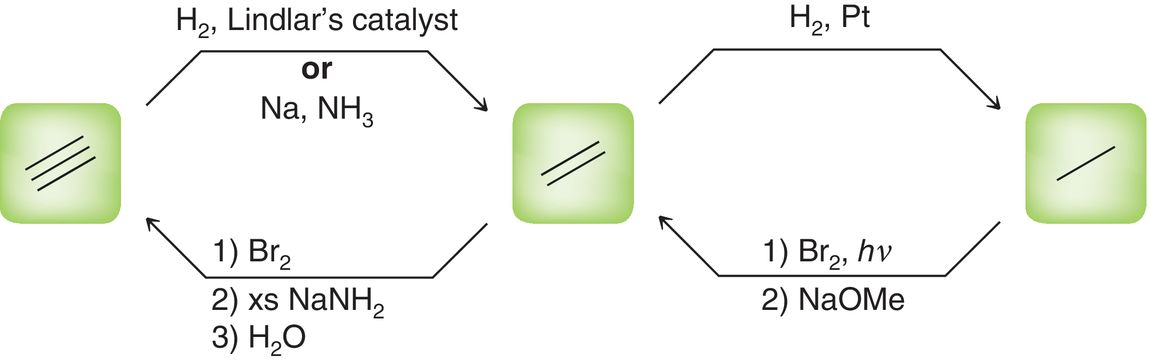 H₂, Lindlar’s catalyst
or
Na, NH₃
H₂, Pt
1) Br₂
2) xs NaNH₂
3) H₂O
1) Br₂, hν
2) NaOMe